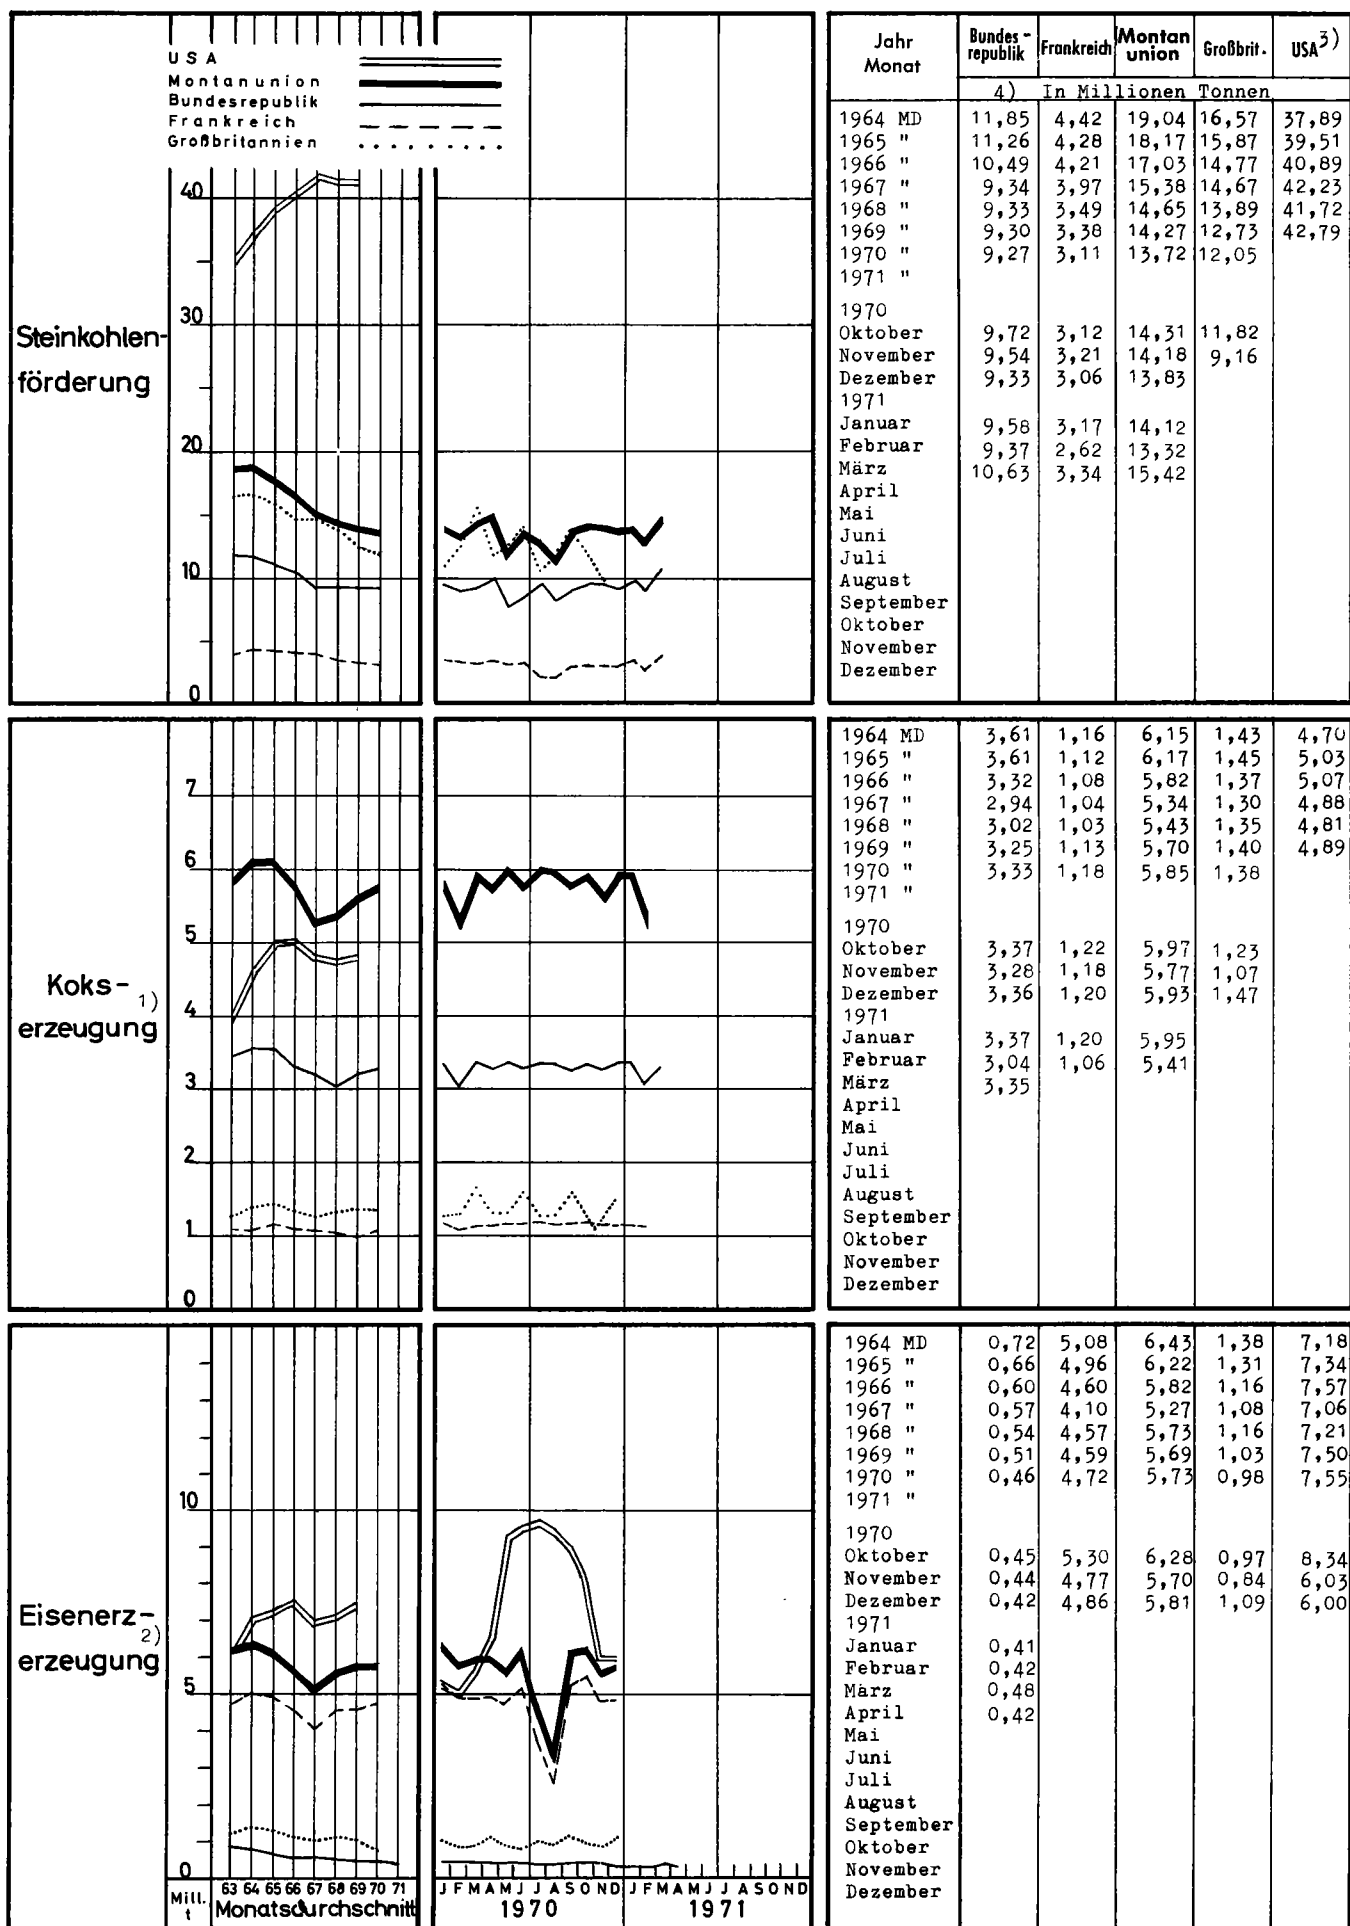 USA
Montanunion
Bundesrepublik
Frankreich
Großbritannien
Steinkohlen-
förderung
40
30
20
10
0
Jahr Monat Bundes-republik Frankreich Montan union Großbrit. USA 3)
4) In Millionen Tonnen
1964 MD 11,85 4,42 19,04 16,57 37,89
1965 " 11,26 4,28 18,17 15,87 39,51
1966 " 10,49 4,21 17,03 14,77 40,89
1967 " 9,34 3,97 15,38 14,67 42,23
1968 " 9,33 3,49 14,65 13,89 41,72
1969 " 9,30 3,38 14,27 12,73 42,79
1970 " 9,27 3,11 13,72 12,05
1971 "
1970
Oktober 9,72 3,12 14,31 11,82
November 9,54 3,21 14,18 9,16
Dezember 9,33 3,06 13,83
1971
Januar 9,58 3,17 14,12
Februar 9,37 2,62 13,32
März 10,63 3,34 15,42
April
Mai
Juni
Juli
August
September
Oktober
November
Dezember
Koks- 1)
erzeugung
7
6
5
4
3
2
1
0
1964 MD 3,61 1,16 6,15 1,43 4,70
1965 " 3,61 1,12 6,17 1,45 5,03
1966 " 3,32 1,08 5,82 1,37 5,07
1967 " 2,94 1,04 5,34 1,30 4,88
1968 " 3,02 1,03 5,43 1,35 4,81
1969 " 3,25 1,13 5,70 1,40 4,89
1970 " 3,33 1,18 5,85 1,38
1971 "
1970
Oktober 3,37 1,22 5,97 1,23
November 3,28 1,18 5,77 1,07
Dezember 3,36 1,20 5,93 1,47
1971
Januar 3,37 1,20 5,95
Februar 3,04 1,06 5,41
März 3,35
April
Mai
Juni
Juli
August
September
Oktober
November
Dezember
Eisenerz- 2)
erzeugung
10
5
0
Mill. t
63 64 65 66 67 68 69 70 71
Monatsdurchschnitt
J F M A M J J A S O N D J F M A M J J A S O N D
1970 1971
1964 MD 0,72 5,08 6,43 1,38 7,18
1965 " 0,66 4,96 6,22 1,31 7,34
1966 " 0,60 4,60 5,82 1,16 7,57
1967 " 0,57 4,10 5,27 1,08 7,06
1968 " 0,54 4,57 5,73 1,16 7,21
1969 " 0,51 4,59 5,69 1,03 7,50
1970 " 0,46 4,72 5,73 0,98 7,55
1971 "
1970
Oktober 0,45 5,30 6,28 0,97 8,34
November 0,44 4,77 5,70 0,84 6,03
Dezember 0,42 4,86 5,81 1,09 6,00
1971
Januar 0,41
Februar 0,42
März 0,48
April 0,42
Mai
Juni
Juli
August
September
Oktober
November
Dezember